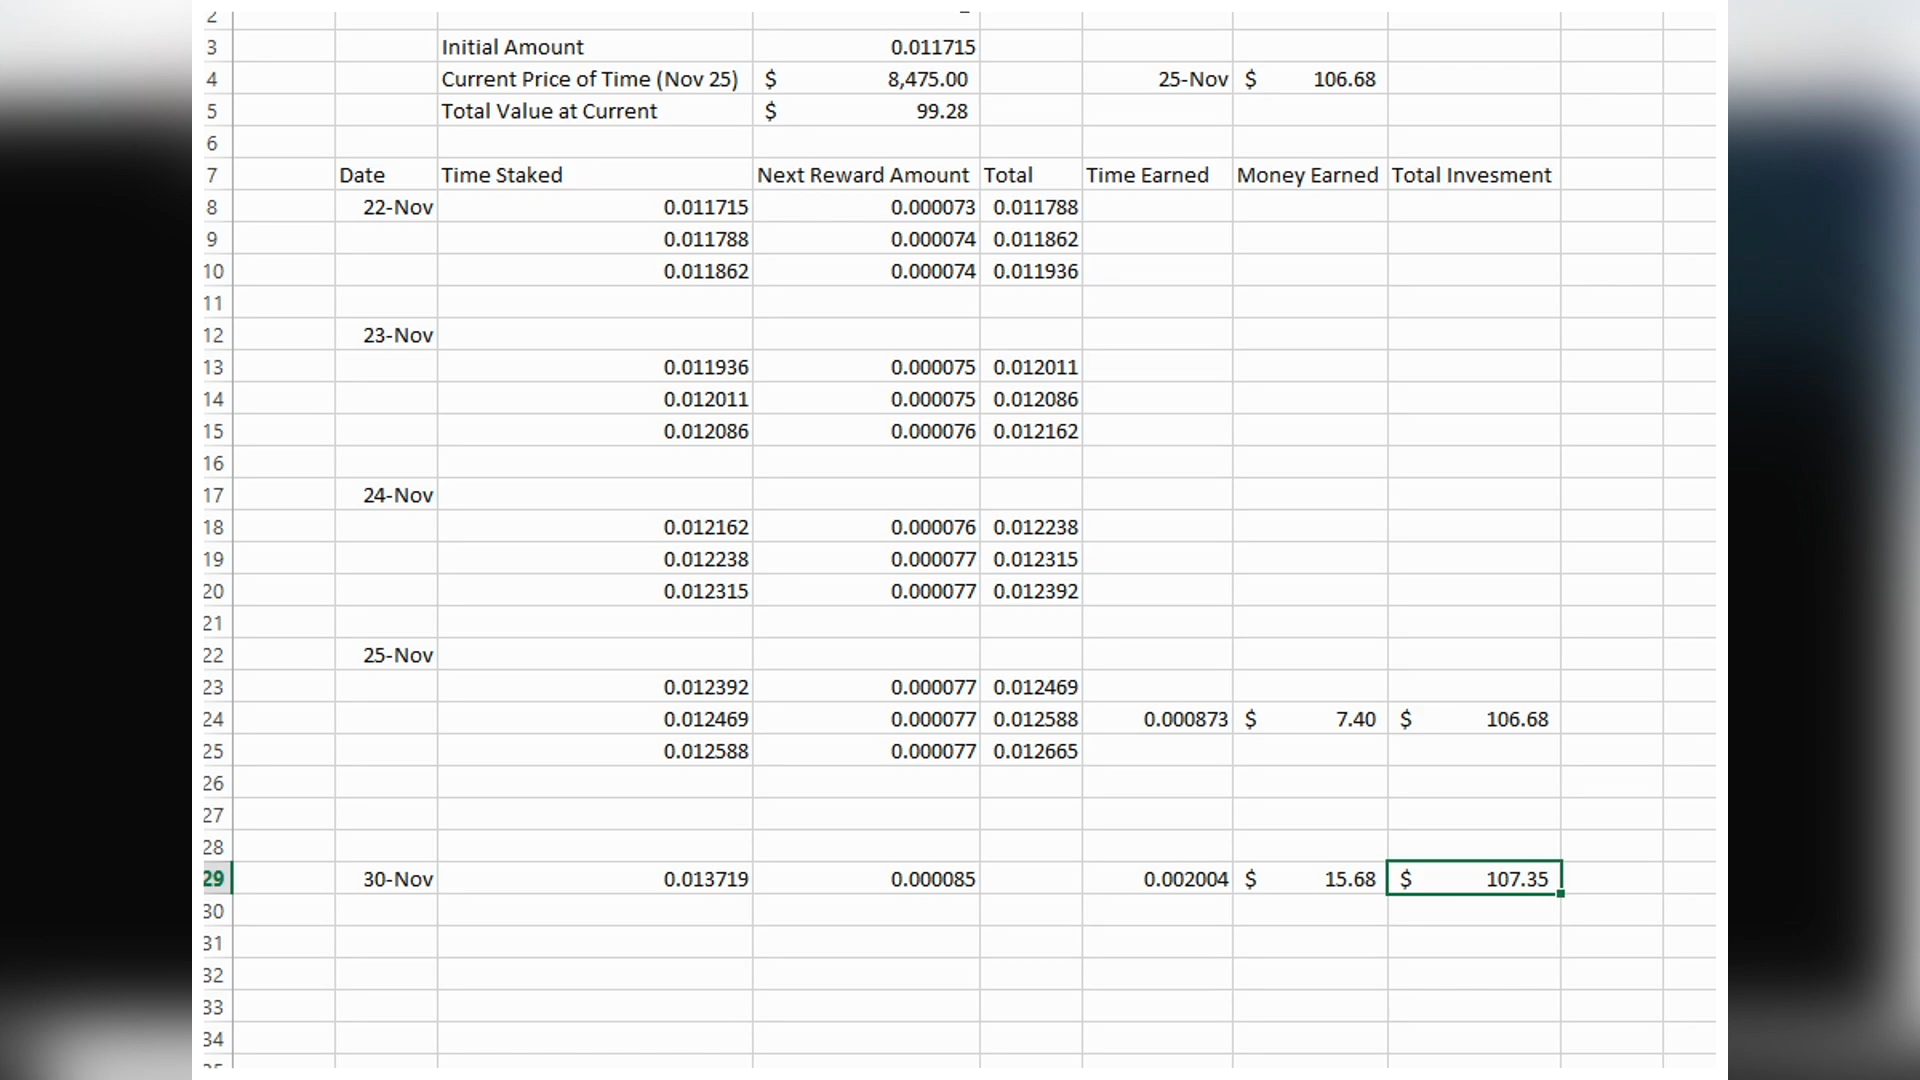 2
3 Initial Amount 0.011715
4 Current Price of Time (Nov 25) $ 8,475.00 25-Nov $ 106.68
5 Total Value at Current $ 99.28
6
7 Date Time Staked Next Reward Amount Total Time Earned Money Earned Total Invesment
8 22-Nov 0.011715 0.000073 0.011788
9 0.011788 0.000074 0.011862
10 0.011862 0.000074 0.011936
11
12 23-Nov
13 0.011936 0.000075 0.012011
14 0.012011 0.000075 0.012086
15 0.012086 0.000076 0.012162
16
17 24-Nov
18 0.012162 0.000076 0.012238
19 0.012238 0.000077 0.012315
20 0.012315 0.000077 0.012392
21
22 25-Nov
23 0.012392 0.000077 0.012469
24 0.012469 0.000077 0.012588 0.000873 $ 7.40 $ 106.68
25 0.012588 0.000077 0.012665
26
27
28
29 30-Nov 0.013719 0.000085 0.002004 $ 15.68 $ 107.35
30
31
32
33
34